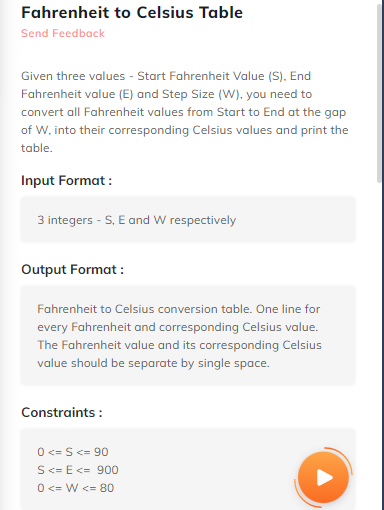 Fahrenheit to Celsius Table
Send Feedback
Given three values - Start Fahrenheit Value (S), End
Fahrenheit value (E) and Step Size (W), you need to
convert all Fahrenheit values from Start to End at the gap
of W, into their corresponding Celsius values and print the
table.
Input Format :
3 integers - S, E and W respectively
Output Format :
Fahrenheit to Celsius conversion table. One line for
every Fahrenheit and corresponding Celsius value.
The Fahrenheit value and its corresponding Celsius
value should be separate by single space.
Constraints :
0 <= S <= 90
S <= E <=  900
0 <= W <= 80